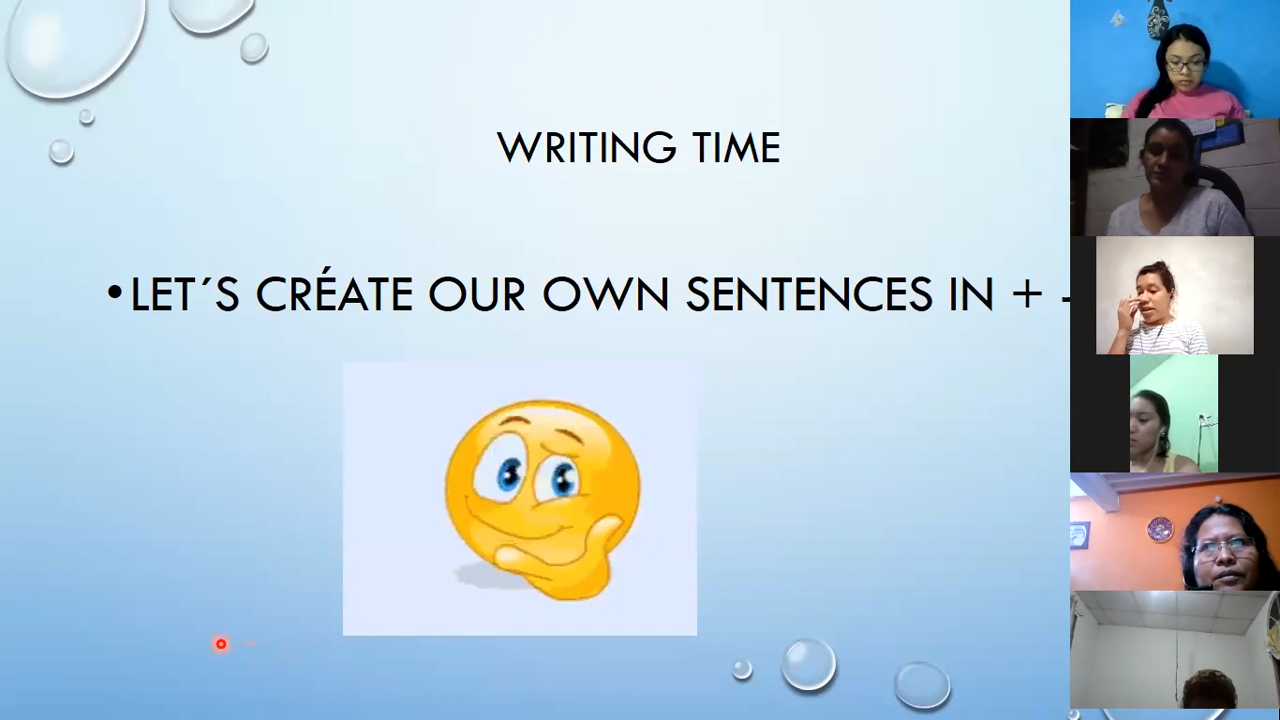 WRITING TIME
•LET´S CRÉATE OUR OWN SENTENCES IN + -